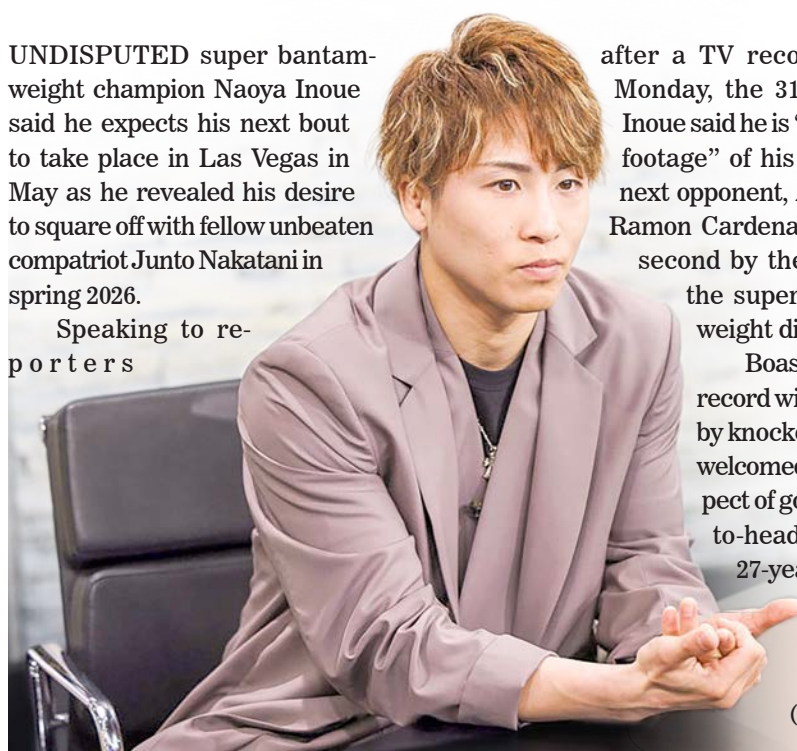 UNDISPUTED super bantam-
weight champion Naoya Inoue
said he expects his next bout
to take place in Las Vegas in
May as he revealed his desire
to square off with fellow unbeaten
compatriot Junto Nakatani in
spring 2026.
Speaking to re-
porters
after a TV reco
Monday, the 31
Inoue said he is “
footage” of his
next opponent,
Ramon Cardena
second by the
the super
weight di
Boas
record wi
by knock
welcomed
pect of go
to-head
27-yea
(